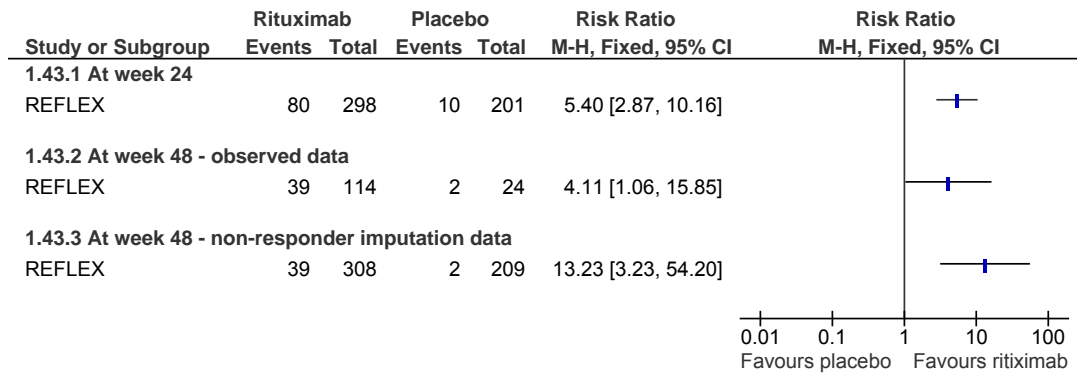 Rituximab Placebo Risk Ratio Risk Ratio
Study or Subgroup Events Total Events Total M-H, Fixed, 95% CI M-H, Fixed, 95% CI
1.43.1 At week 24
REFLEX 80 298 10 201 5.40 [2.87, 10.16]
1.43.2 At week 48 - observed data
REFLEX 39 114 2 24 4.11 [1.06, 15.85]
1.43.3 At week 48 - non-responder imputation data
REFLEX 39 308 2 209 13.23 [3.23, 54.20]
0.01 0.1 1 10 100
Favours placebo Favours ritiximab